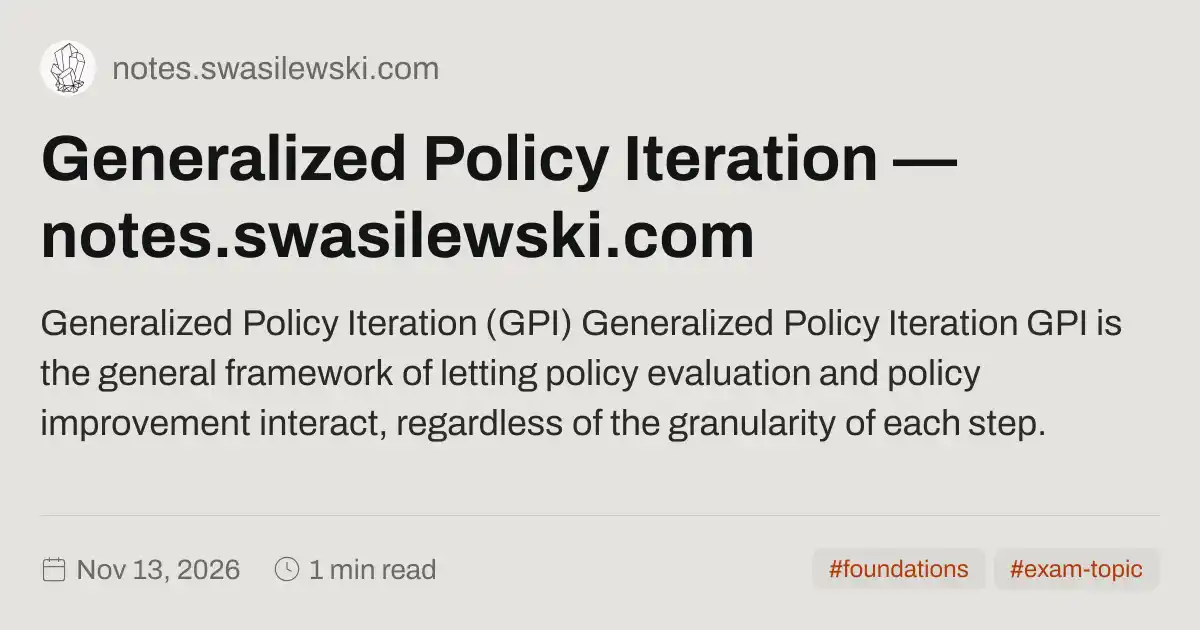 notes.swasilewski.com
Generalized Policy Iteration —
notes.swasilewski.com
Generalized Policy Iteration (GPI) Generalized Policy Iteration GPI is
the general framework of letting policy evaluation and policy
improvement interact, regardless of the granularity of each step.
Nov 13, 2026 1 min read #foundations #exam-topic